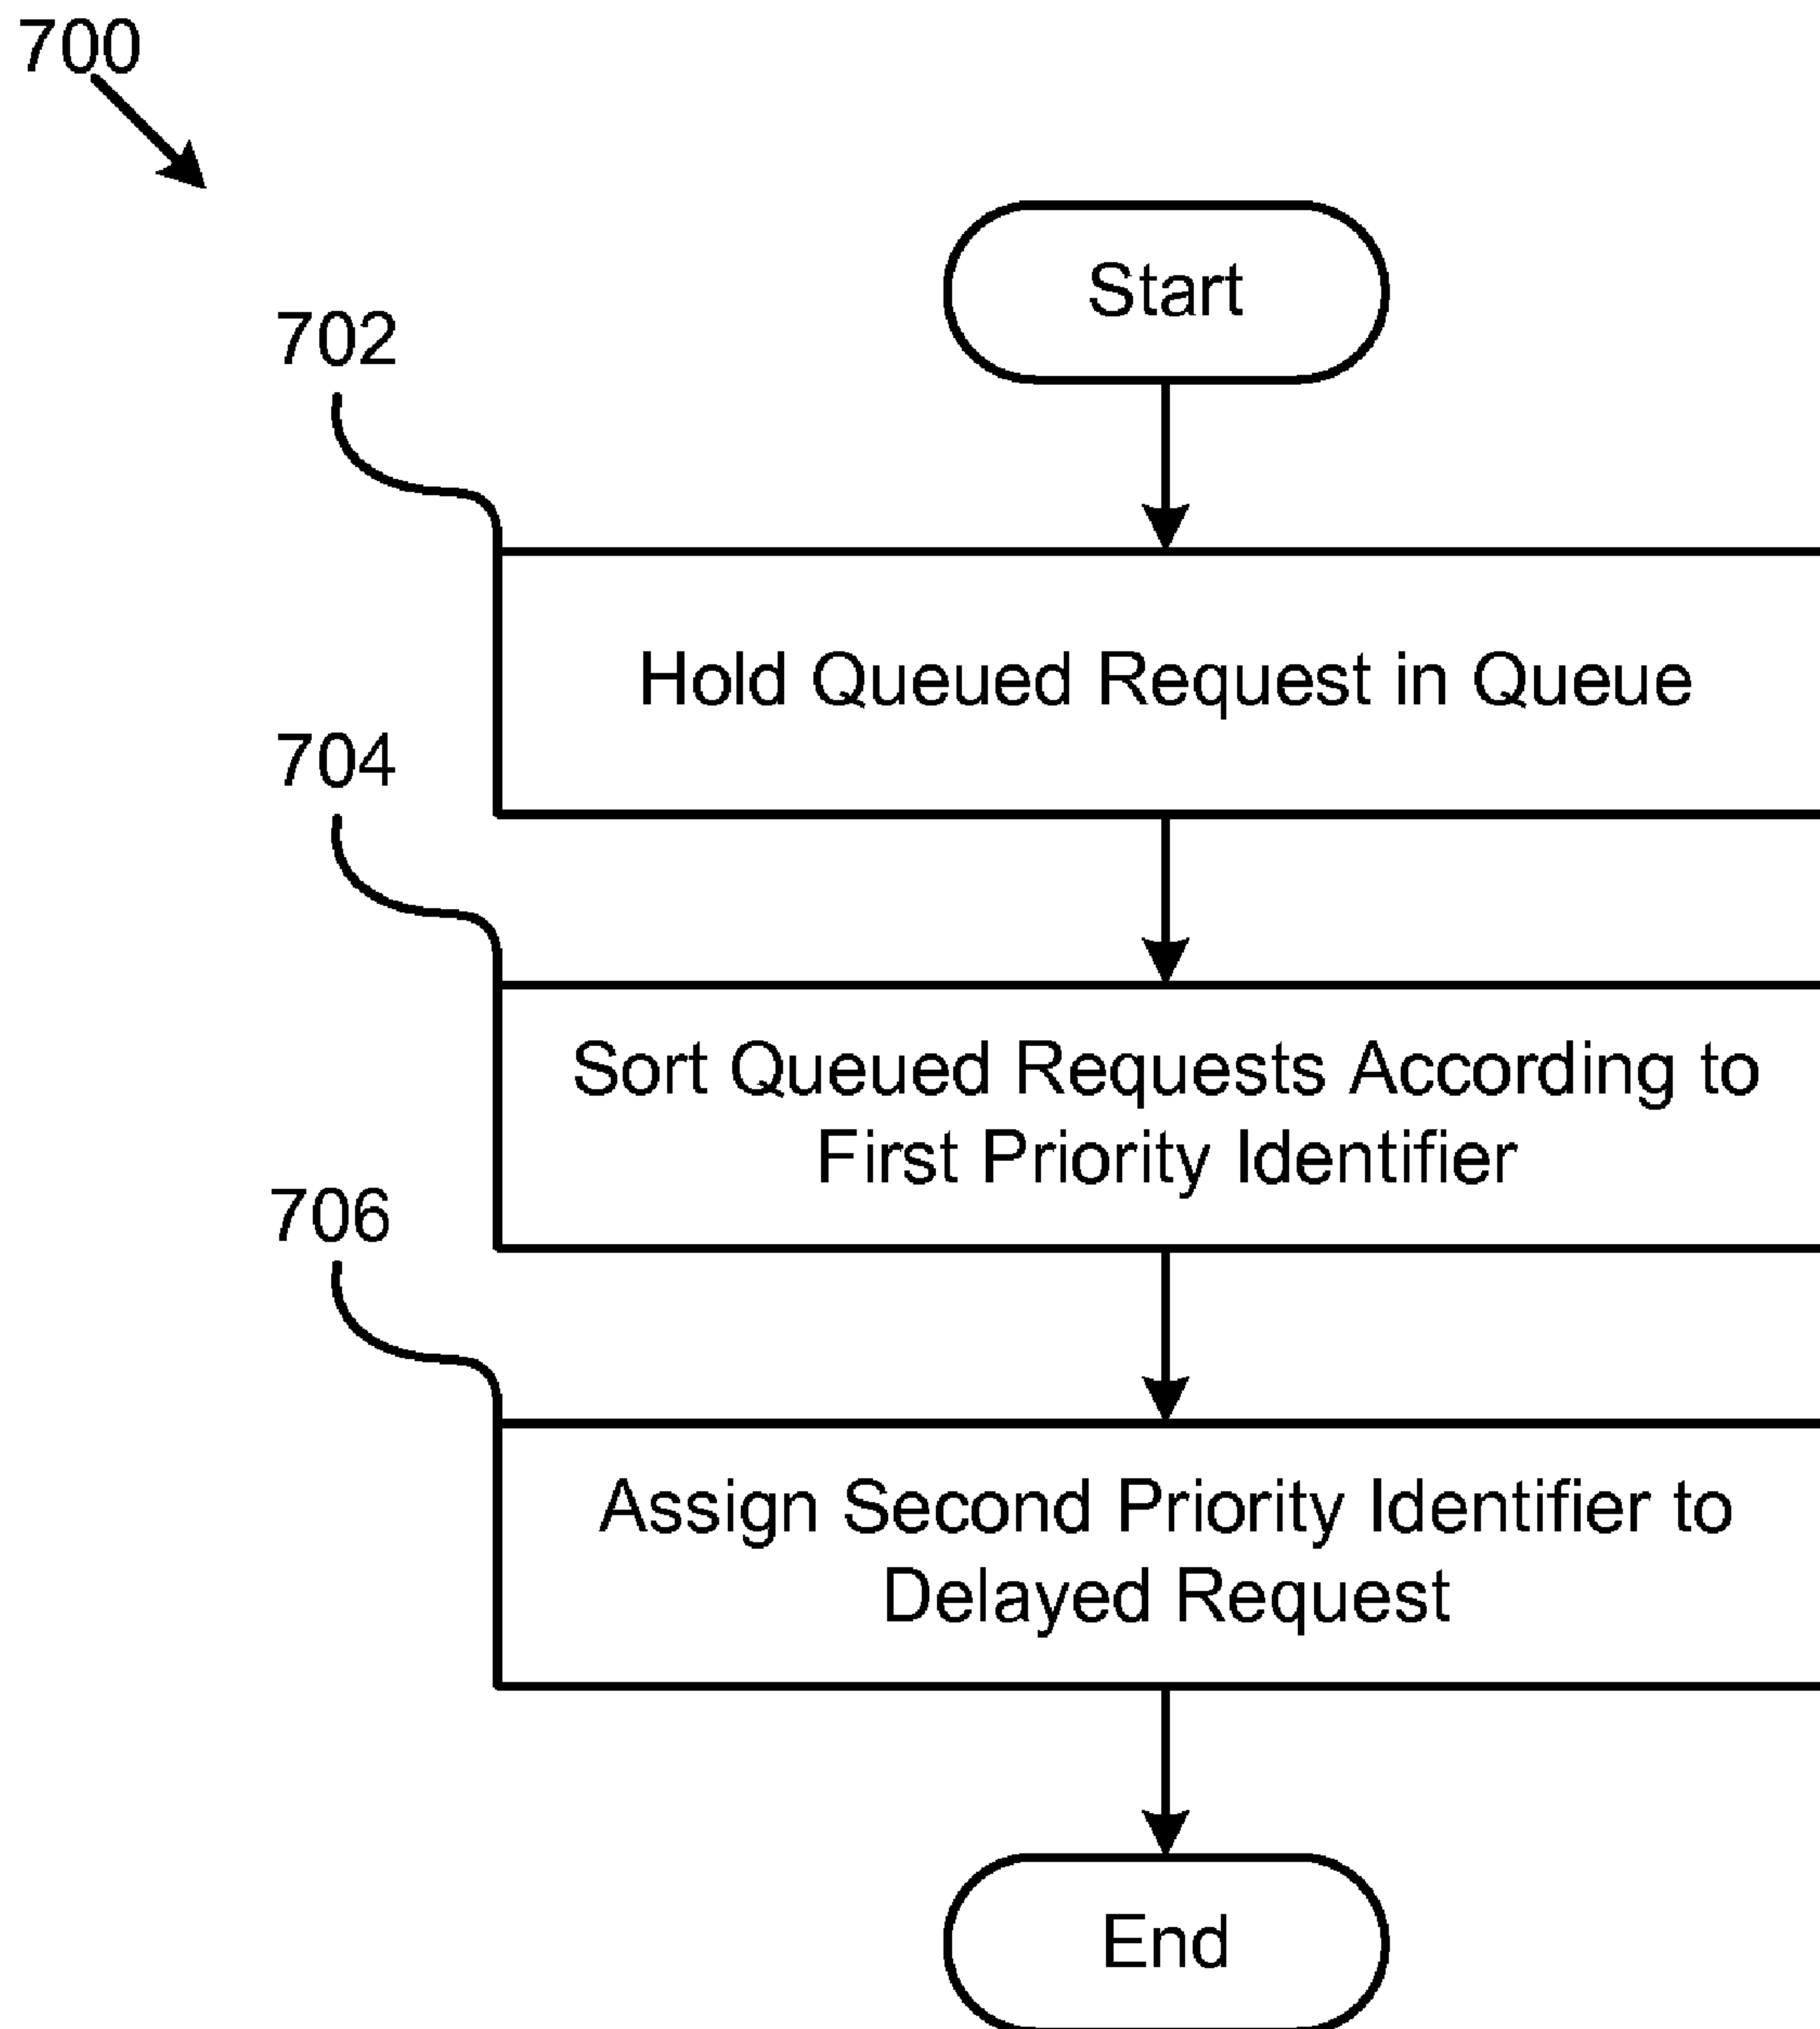 700
Start
702
Hold Queued Request in Queue
704
Sort Queued Requests According to
First Priority Identifier
706
Assign Second Priority Identifier to
Delayed Request
End